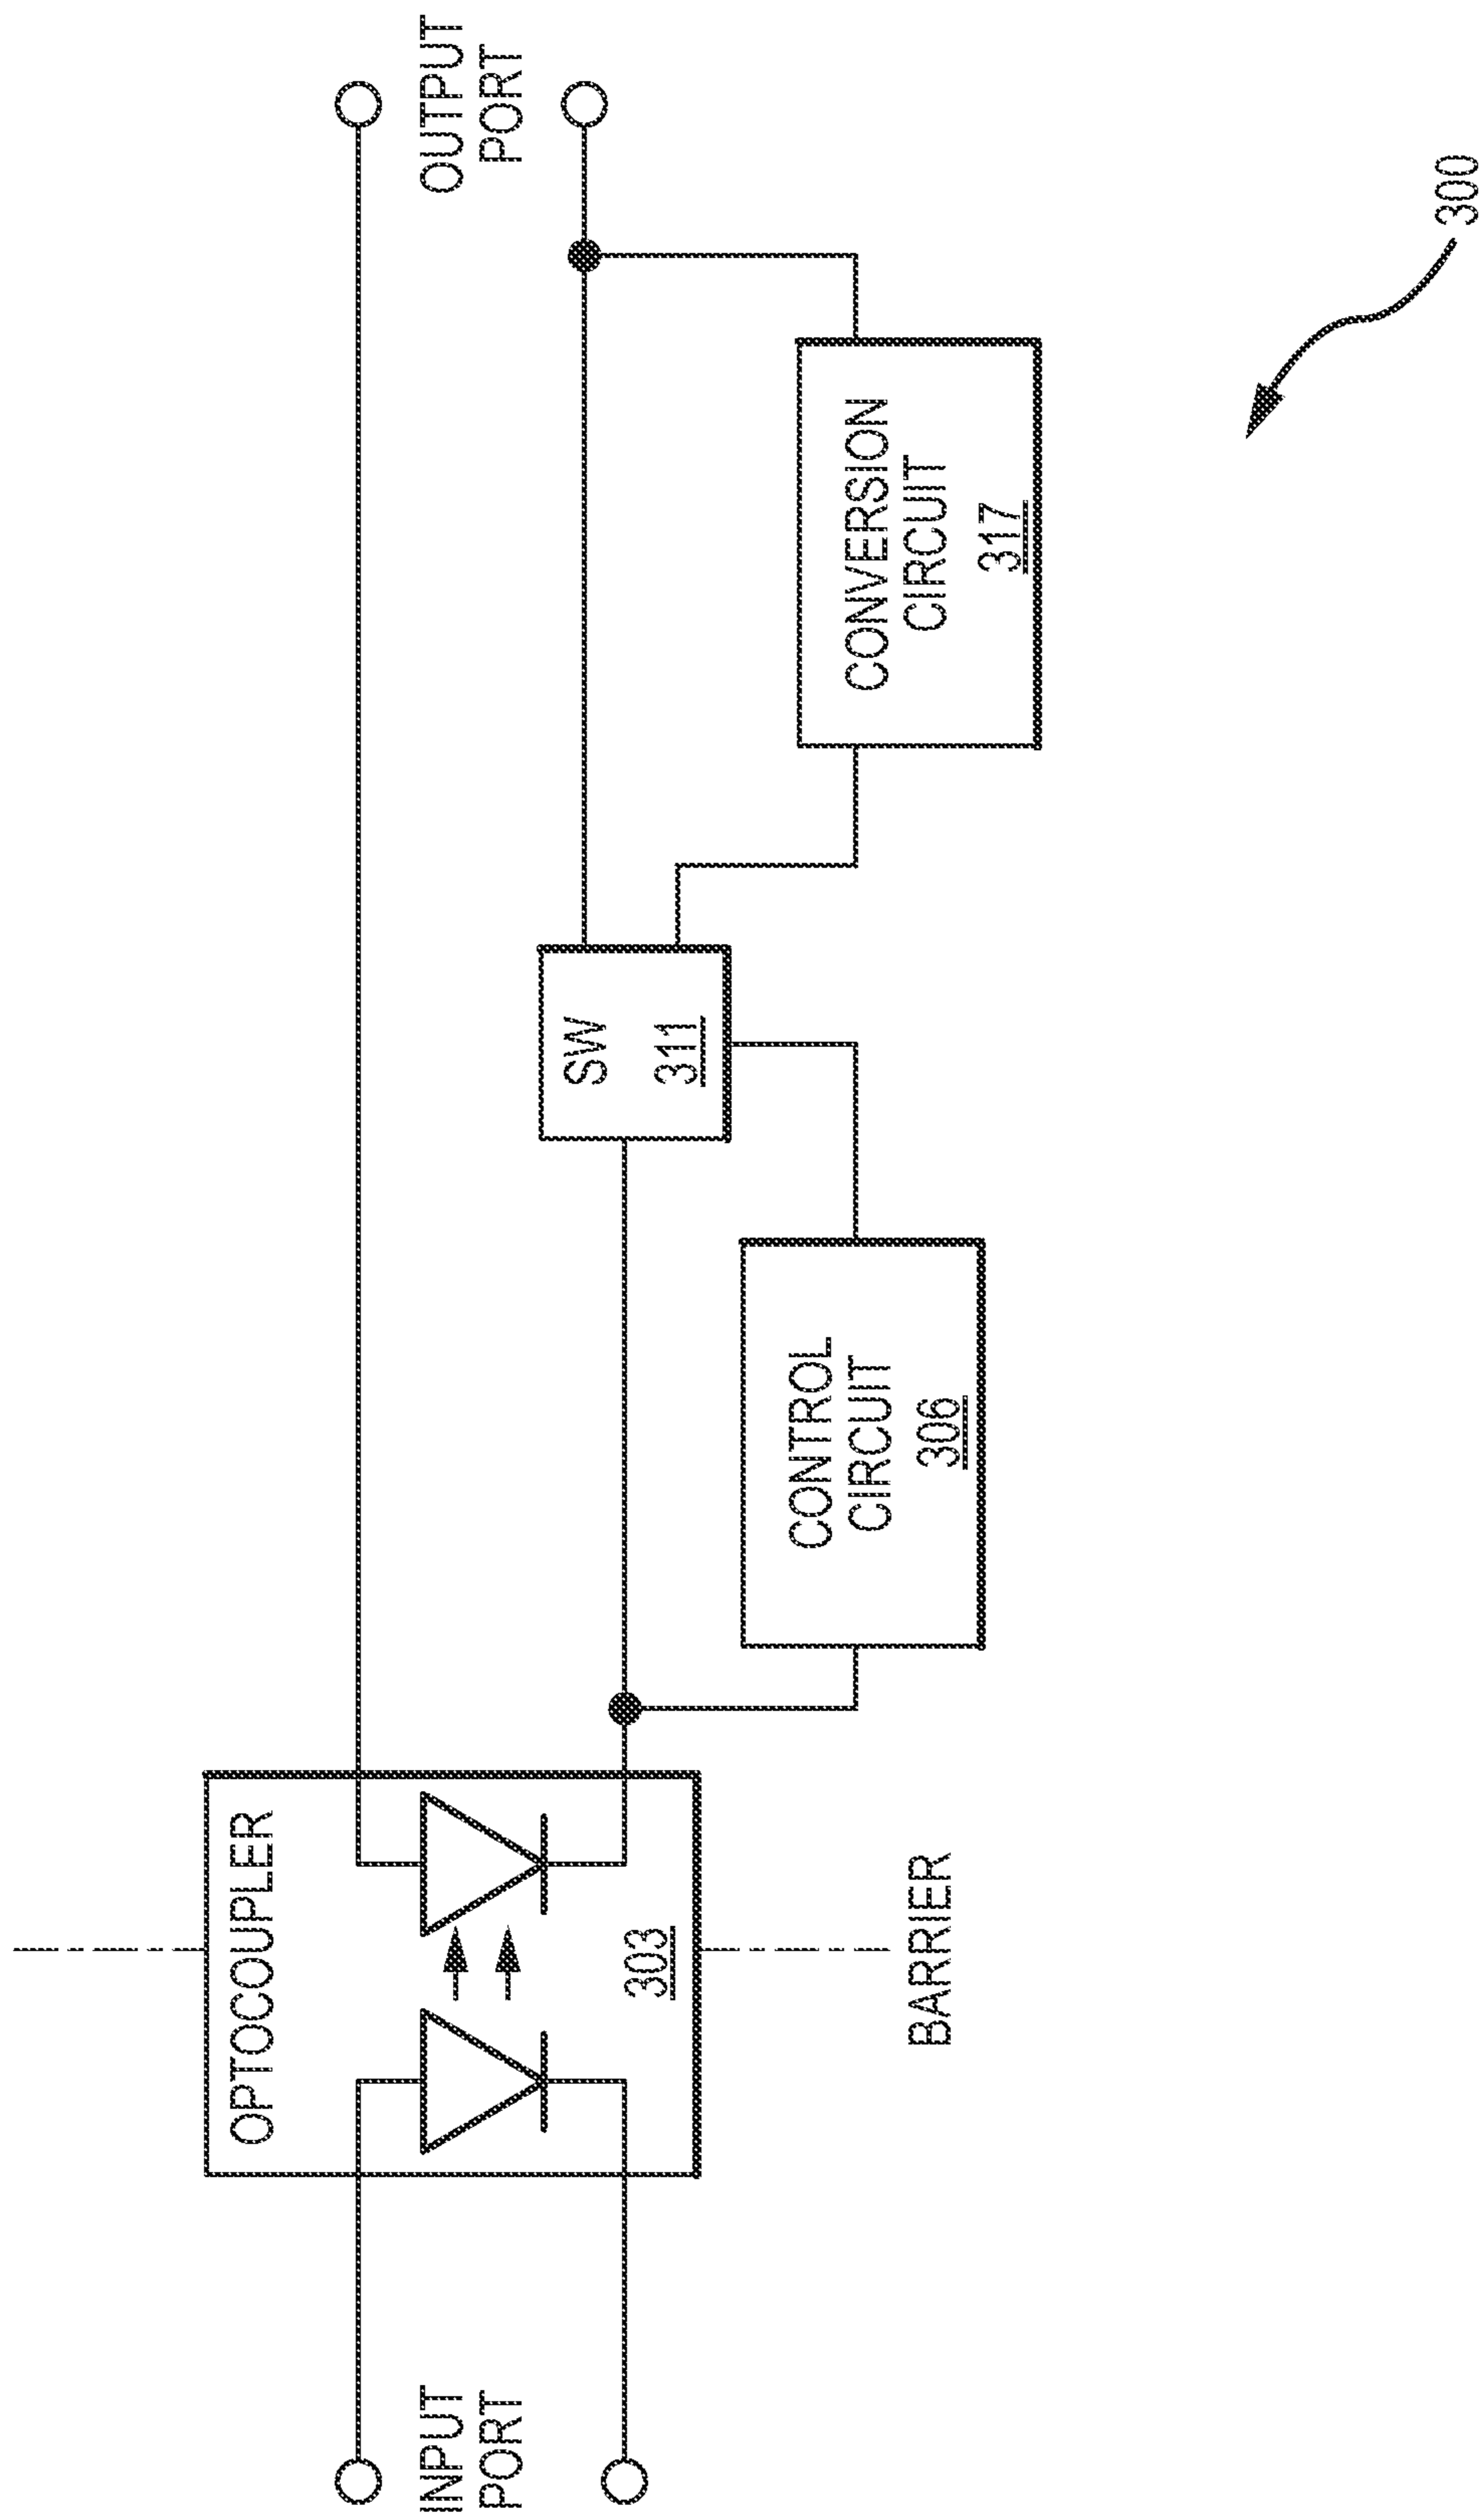 OPTOCOUPLER
303
INPUT
PORT
BARRIER
CONTROL
CIRCUIT
306
SW
311
CONVERSION
CIRCUIT
317
OUTPUT
PORT
300